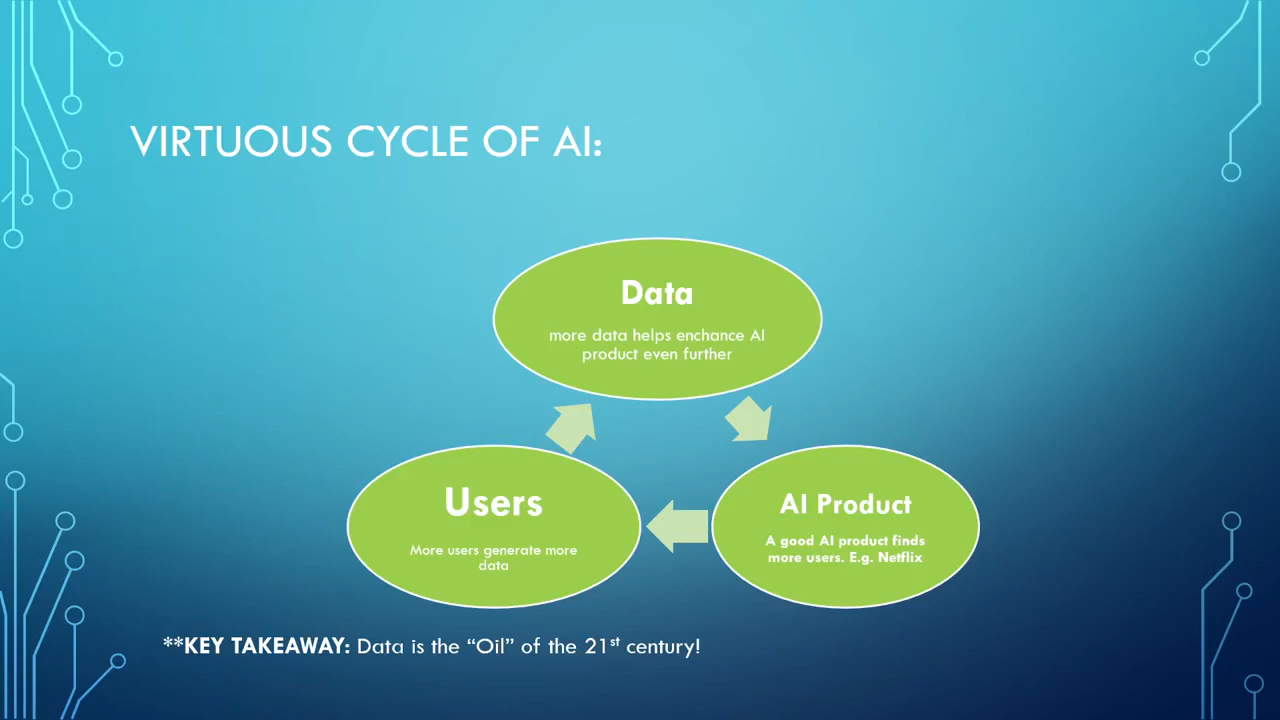 VIRTUOUS CYCLE OF AI:
Data
more data helps enchance AI
product even further
Users
More users generate more
data
AI Product
A good AI product finds
more users. E.g. Netflix
**KEY TAKEAWAY: Data is the “Oil” of the 21st century!